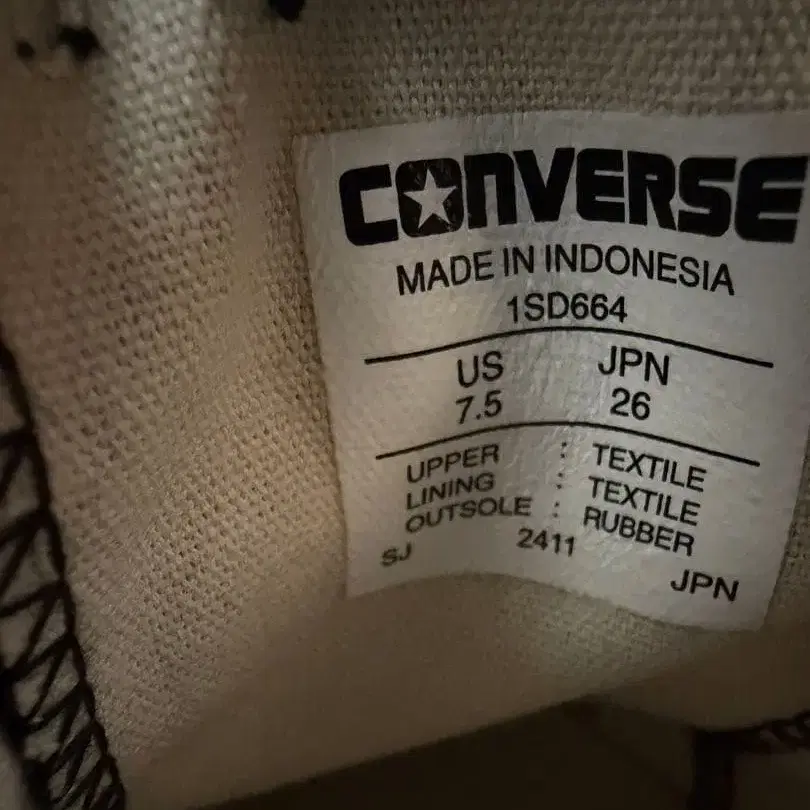 CONVERSE
MADE IN INDONESIA
1SD664
US JPN
7.5 26
UPPER : TEXTILE
LINING : TEXTILE
OUTSOLE : RUBBER
SJ 2411 JPN